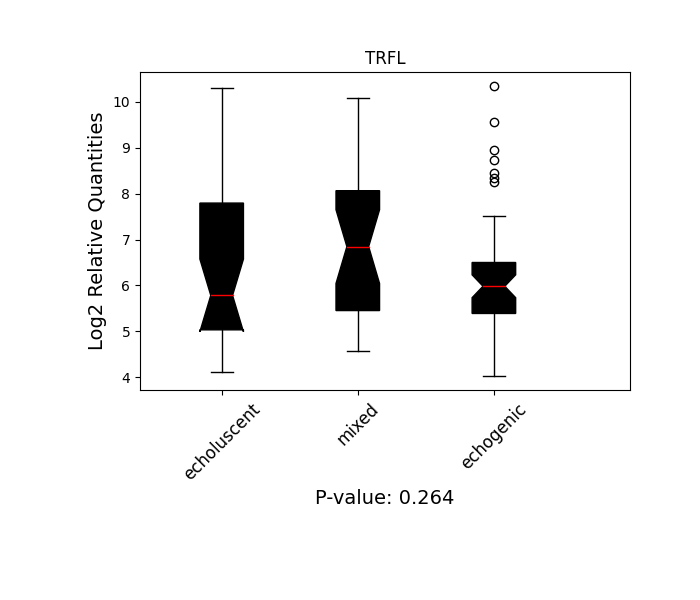 TRFL
Log2 Relative Quantities
10
9
8
7
6
5
4
echoluscent
mixed
echogenic
P-value: 0.264